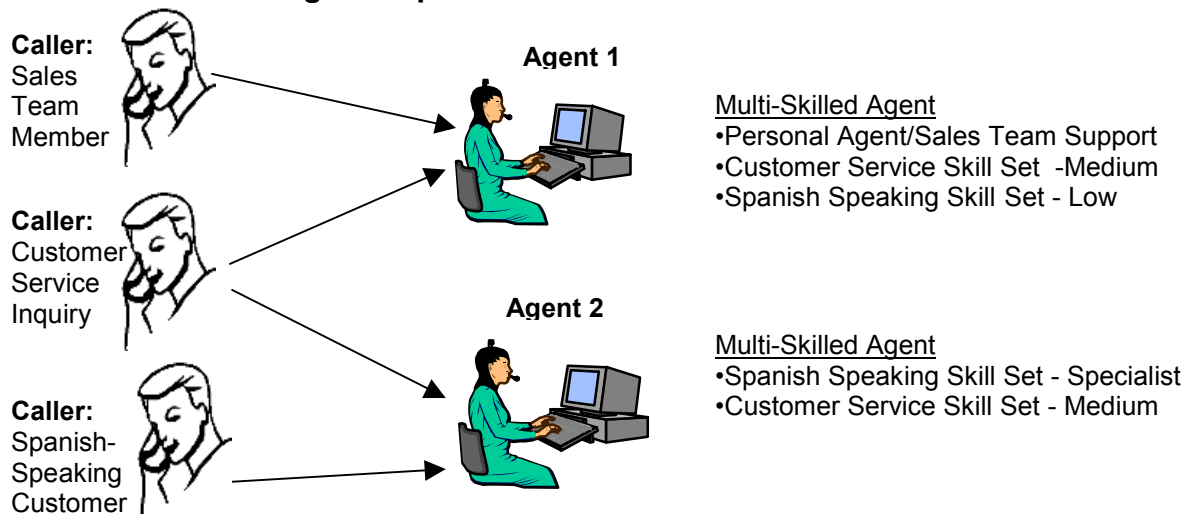 Caller:
Sales
Team
Member
Agent 1
Multi-Skilled Agent
•Personal Agent/Sales Team Support
•Customer Service Skill Set -Medium
•Spanish Speaking Skill Set - Low
Caller:
Customer
Service
Inquiry
Agent 2
Multi-Skilled Agent
•Spanish Speaking Skill Set - Specialist
•Customer Service Skill Set - Medium
Caller:
Spanish-
Speaking
Customer